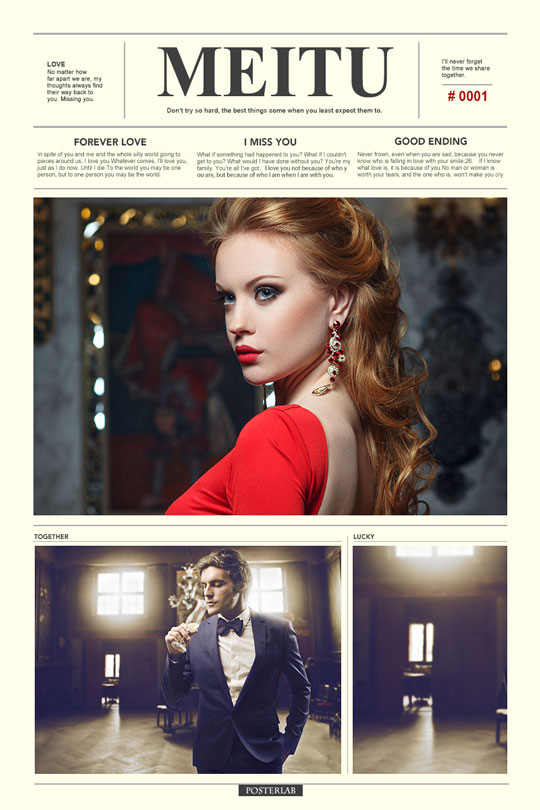 LOVE
No matter how
far apart we are, my
thoughts always find
their way back to
you. Missing you.
MEITU
Don't try so hard, the best things some when you least expect them to.
I'll never forget
the time we share
together.
# 0001
FOREVER LOVE
In spite of you and me and the whole silly world going to
pieces around us, I love you.Whatever comes, I'll love you,
just as I do now. Until I die.To the world you may be one
person, but to one person you may be the world.
I MISS YOU
What if something had happened to you? What if I couldn't
get to you? What would I have done without you? You're my
family. You're all I've got. I love you not because of who y
ou are, but because of who I am when I am with you.
GOOD ENDING
Never frown, even when you are sad, because you never
know who is falling in love with your smile.26. If I know
what love is, it is because of you.No man or woman is
worth your tears, and the one who is, won't make you cry.
TOGETHER
LUCKY
POSTERLAB